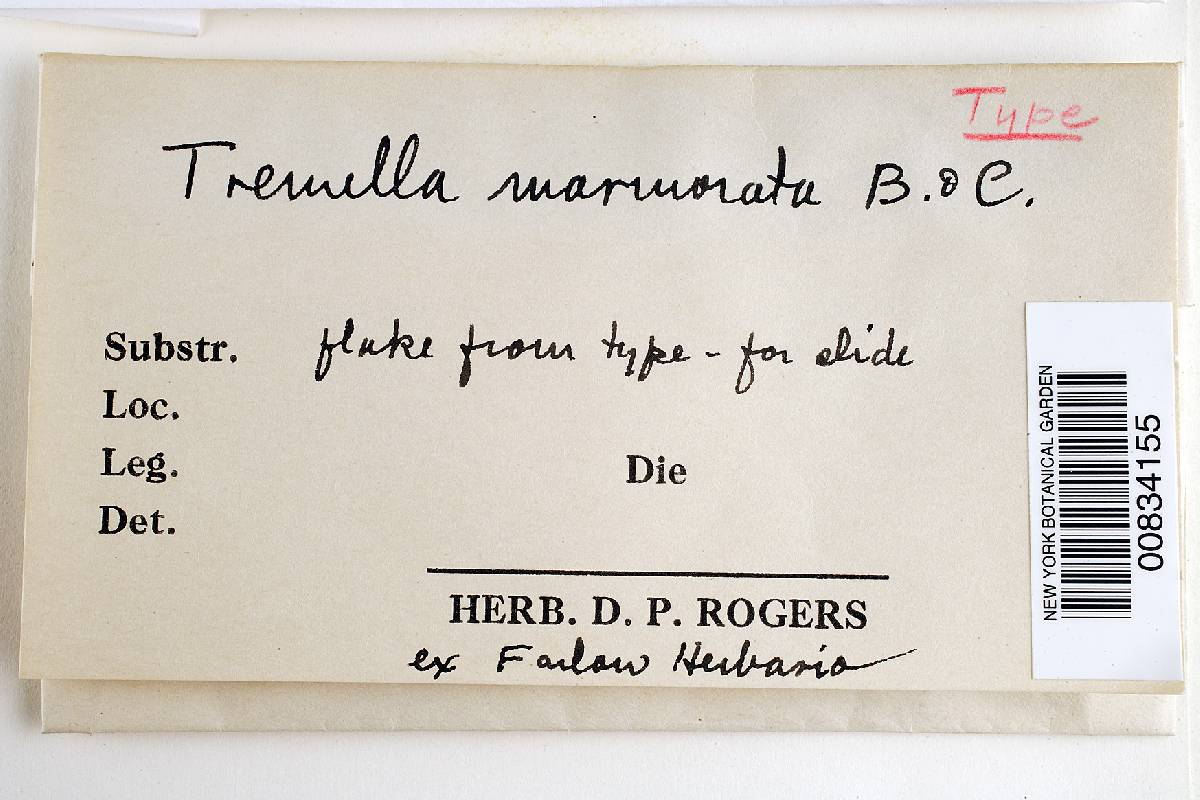 Type
Tremella marmorata B. & C.
Substr. flake from type - for slide
Loc.
Leg. Die
Det.
HERB. D. P. ROGERS
ex Farlow Herbario
NEW YORK BOTANICAL GARDEN
00834155